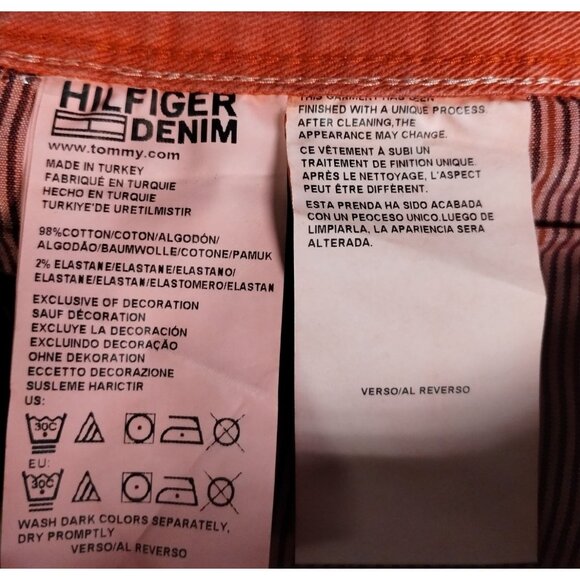 HILFIGER
DENIM
www.tommy.com
MADE IN TURKEY
FABRIQUÉ EN TURQUIE
HECHO EN TURQUIA
TURKIYE'DE URETILMISTIR
98%COTTON/COTON/ALGODÓN/
ALGODÃO/BAUMWOLLE/COTONE/PAMUK
2% ELASTANE/ELASTANE/ELASTANO/
ELASTANE/ELASTAN/ELASTOMERO/ELASTAN
EXCLUSIVE OF DECORATION
SAUF DÉCORATION
EXCLUYE LA DECORACIÓN
EXCLUINDO DECORAÇÃO
OHNE DEKORATION
ECCETTO DECORAZIONE
SUSLEME HARICTIR
US:
30C
EU:
30C
WASH DARK COLORS SEPARATELY,
DRY PROMPTLY
VERSO/AL REVERSO
THIS GARMENT HAS BEEN
FINISHED WITH A UNIQUE PROCESS.
AFTER CLEANING,THE
APPEARANCE MAY CHANGE.
CE VÊTEMENT À SUBI UN
TRAITEMENT DE FINITION UNIQUE.
APRÈS LE NETTOYAGE, L'ASPECT
PEUT ÊTRE DIFFÉRENT.
ESTA PRENDA HA SIDO ACABADA
CON UN PEOCESO UNICO.LUEGO DE
LIMPIARLA, LA APARIENCIA SERA
ALTERADA.
VERSO/AL REVERSO